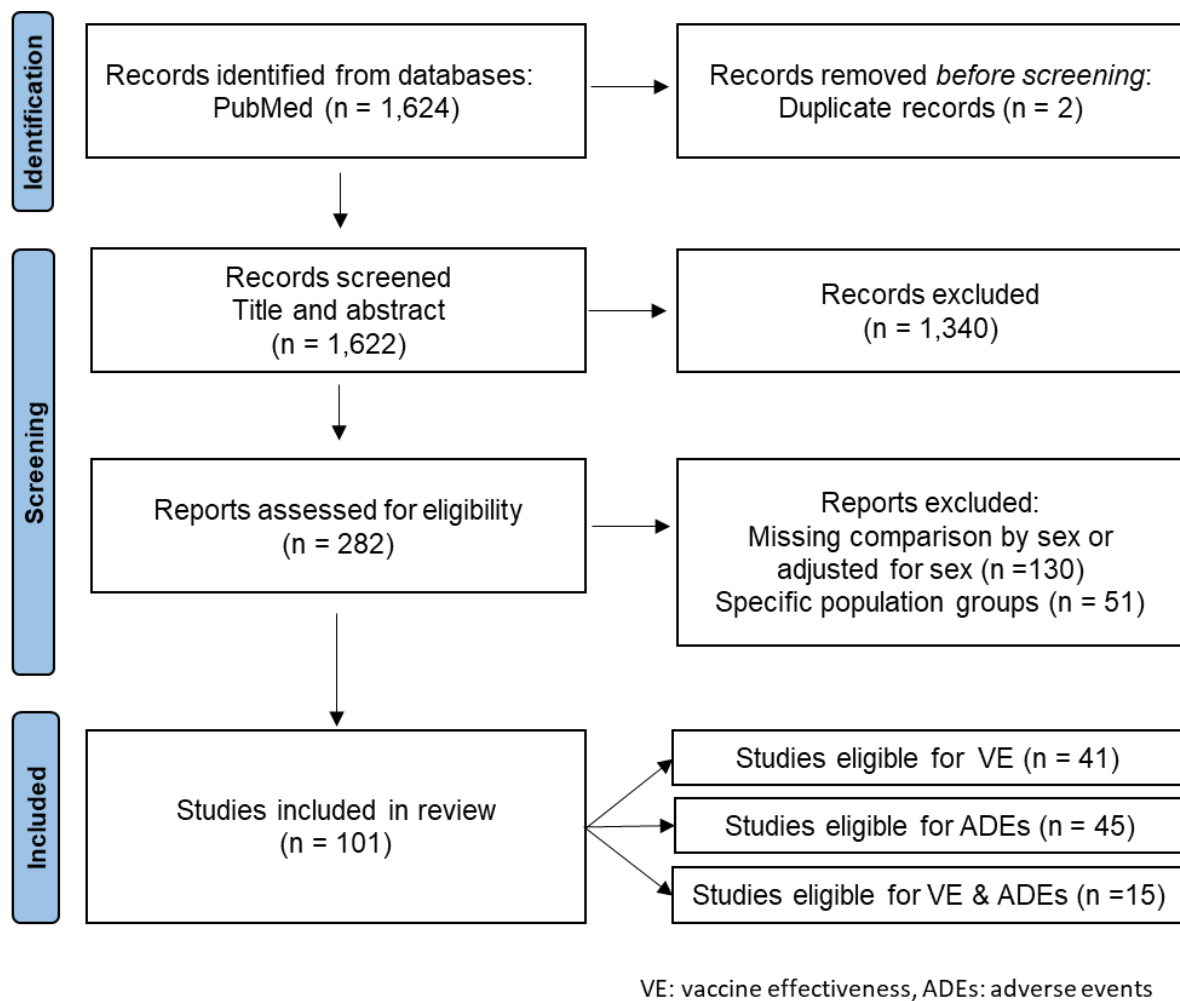 Identification
Records identified from databases:
PubMed (n = 1,624)
Records removed before screening:
Duplicate records (n = 2)
Screening
Records screened
Title and abstract
(n = 1,622)
Records excluded
(n = 1,340)
Reports assessed for eligibility
(n = 282)
Reports excluded:
Missing comparison by sex or
adjusted for sex (n =130)
Specific population groups (n = 51)
Included
Studies included in review
(n = 101)
Studies eligible for VE (n = 41)
Studies eligible for ADEs (n = 45)
Studies eligible for VE & ADEs (n =15)
VE: vaccine effectiveness, ADEs: adverse events